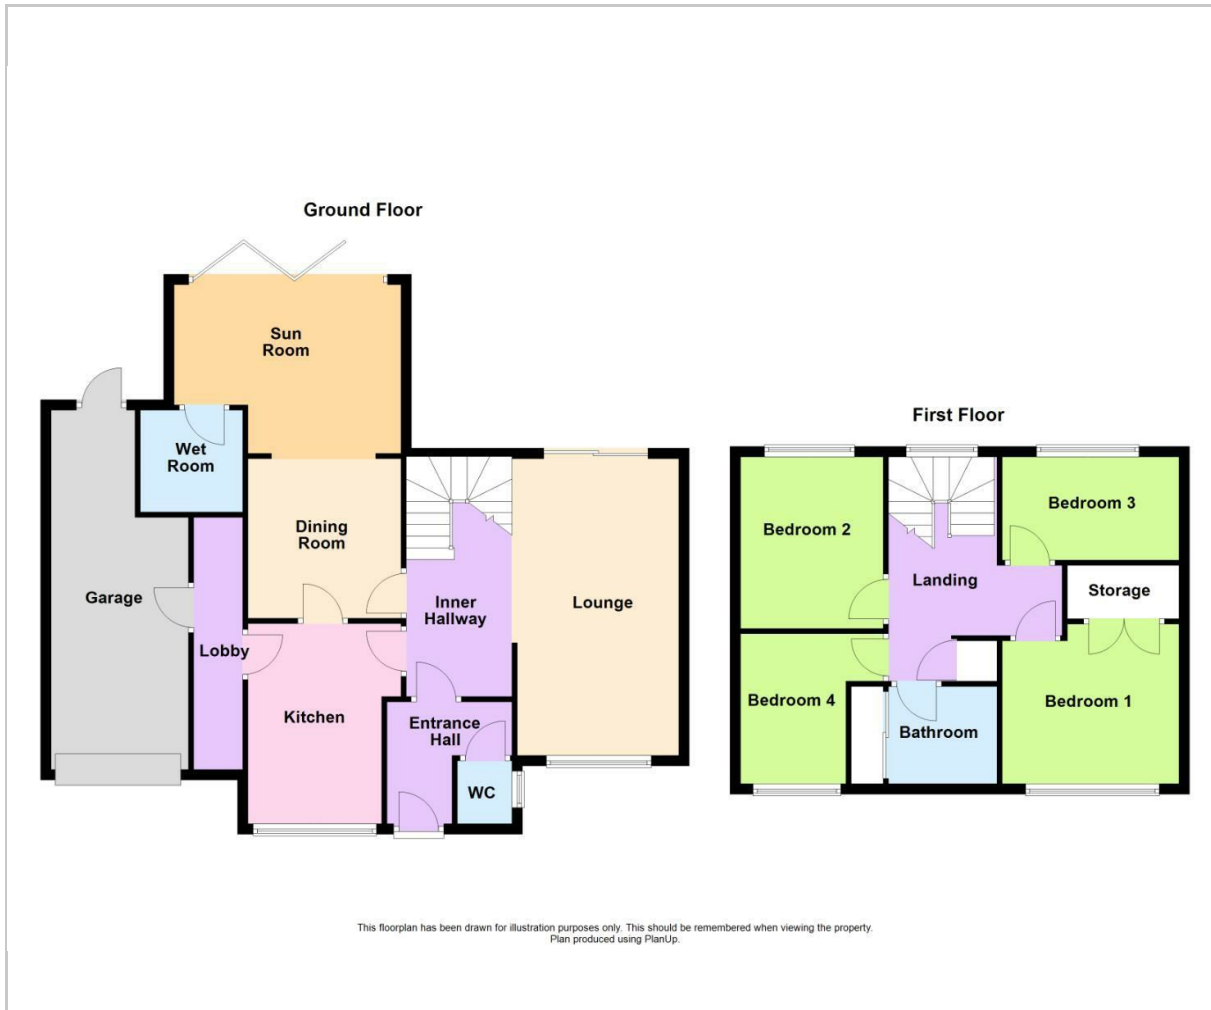 Ground Floor
Sun
Room
Wet
Room
Dining
Room
Garage
Lobby
Inner
Hallway
Lounge
Kitchen
Entrance
Hall
WC
First Floor
Bedroom 2
Bedroom 3
Landing
Storage
Bedroom 4
Bathroom
Bedroom 1
This floorplan has been drawn for illustration purposes only. This should be remembered when viewing the property.
Plan produced using PlanUp.